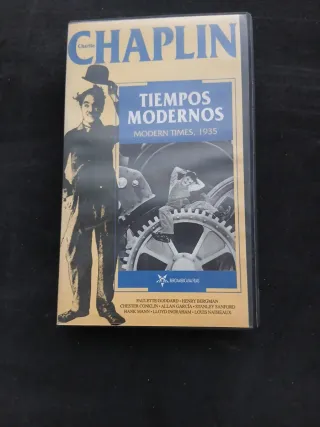 Charles
CHAPLIN
TIEMPOS
MODERNOS
MODERN TIMES, 1935
PAULETTE GODDARD • HENRY BERGMAN
CHESTER CONKLIN • ALLAN GARCIA • STANLEY SANFORD
HANK MANN • LLOYD INGRAHAM • LOUIS NATHEAUX